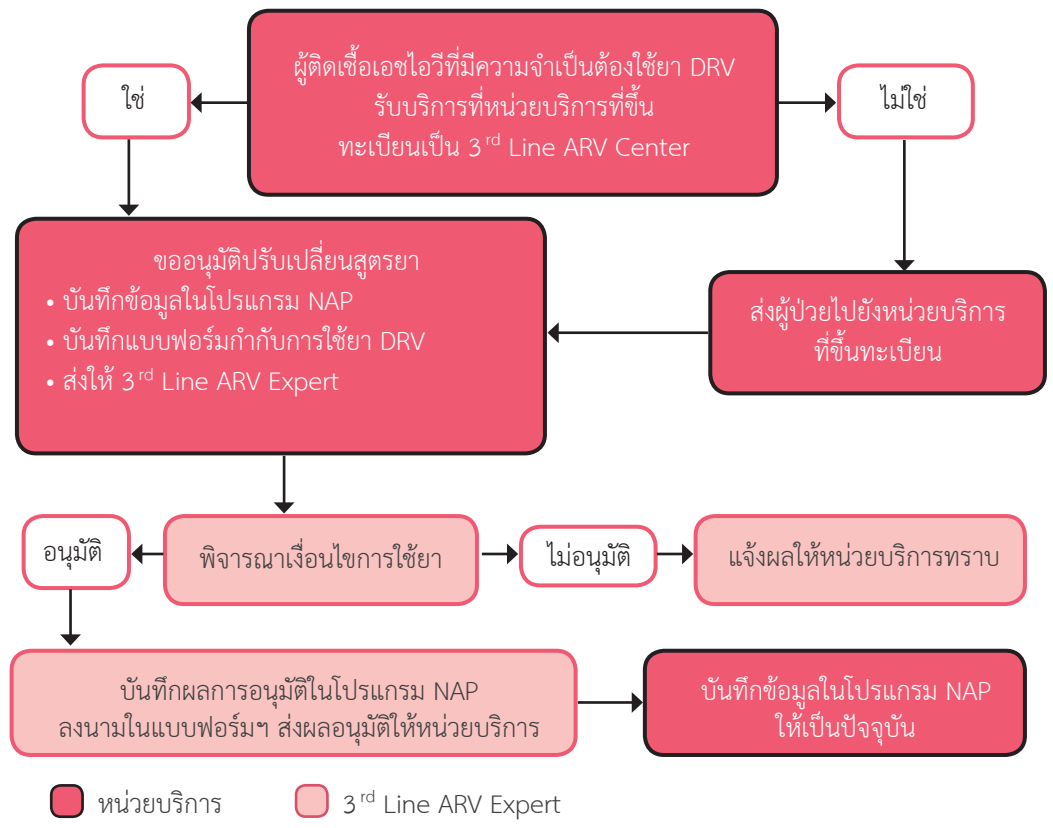 ผู้ติดเชื้อเอชไอวีที่มีความจำเป็นต้องใช้ยา DRV
รับบริการที่หน่วยบริการที่ขึ้น
ทะเบียนเป็น 3rd Line ARV Center
ใช่
ไม่ใช่
ขออนุมัติปรับเปลี่ยนสูตรยา
• บันทึกข้อมูลในโปรแกรม NAP
• บันทึกแบบฟอร์มกำกับการใช้ยา DRV
• ส่งให้ 3rd Line ARV Expert
ส่งผู้ป่วยไปยังหน่วยบริการ
ที่ขึ้นทะเบียน
อนุมัติ
พิจารณาเงื่อนไขการใช้ยา
ไม่อนุมัติ
แจ้งผลให้หน่วยบริการทราบ
บันทึกผลการอนุมัติในโปรแกรม NAP
ลงนามในแบบฟอร์มฯ ส่งผลอนุมัติให้หน่วยบริการ
บันทึกข้อมูลในโปรแกรม NAP
ให้เป็นปัจจุบัน
หน่วยบริการ
3rd Line ARV Expert